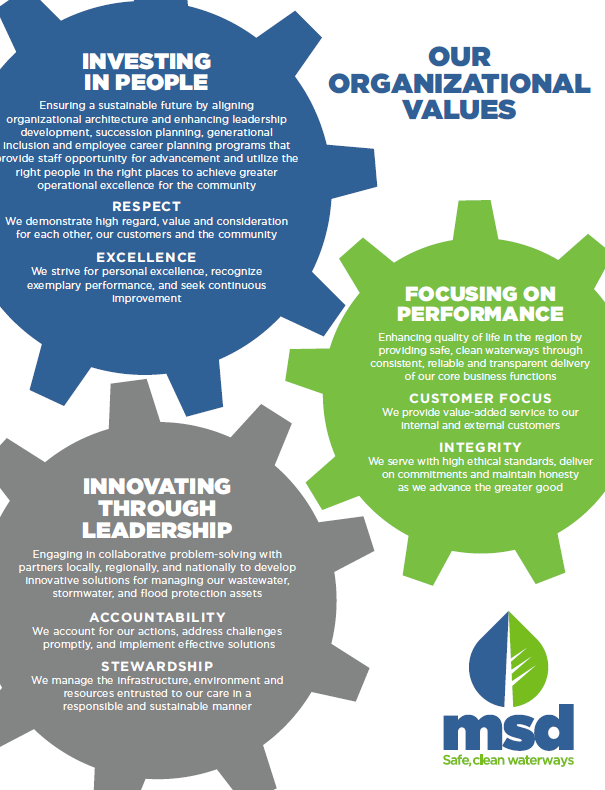 OUR
ORGANIZATIONAL
VALUES
INVESTING
IN PEOPLE
Ensuring a sustainable future by aligning
organizational architecture and enhancing leadership
development, succession planning, generational
inclusion and employee career planning programs that
provide staff opportunity for advancement and utilize the
right people in the right places to achieve greater
operational excellence for the community
RESPECT
We demonstrate high regard, value and consideration
for each other, our customers and the community
EXCELLENCE
We strive for personal excellence, recognize
exemplary performance, and seek continuous
improvement
FOCUSING ON
PERFORMANCE
Enhancing quality of life in the region by
providing safe, clean waterways through
consistent, reliable and transparent delivery
of our core business functions
CUSTOMER FOCUS
We provide value-added service to our
internal and external customers
INTEGRITY
We serve with high ethical standards, deliver
on commitments and maintain honesty
as we advance the greater good
INNOVATING
THROUGH
LEADERSHIP
Engaging in collaborative problem-solving with
partners locally, regionally, and nationally to develop
innovative solutions for managing our wastewater,
stormwater, and flood protection assets
ACCOUNTABILITY
We account for our actions, address challenges
promptly, and implement effective solutions
STEWARDSHIP
We manage the infrastructure, environment and
resources entrusted to our care in a
responsible and sustainable manner
msd
Safe, clean waterways